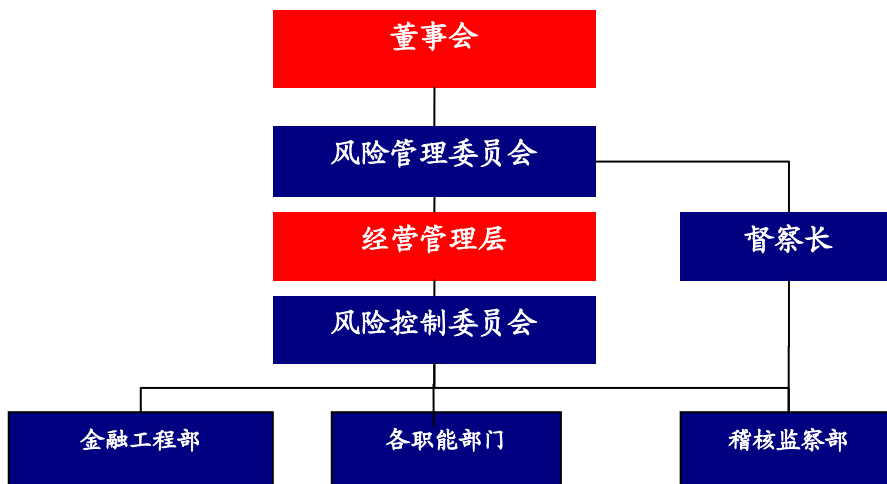 董事会
风险管理委员会
经营管理层
督察长
风险控制委员会
金融工程部
各职能部门
稽核监察部